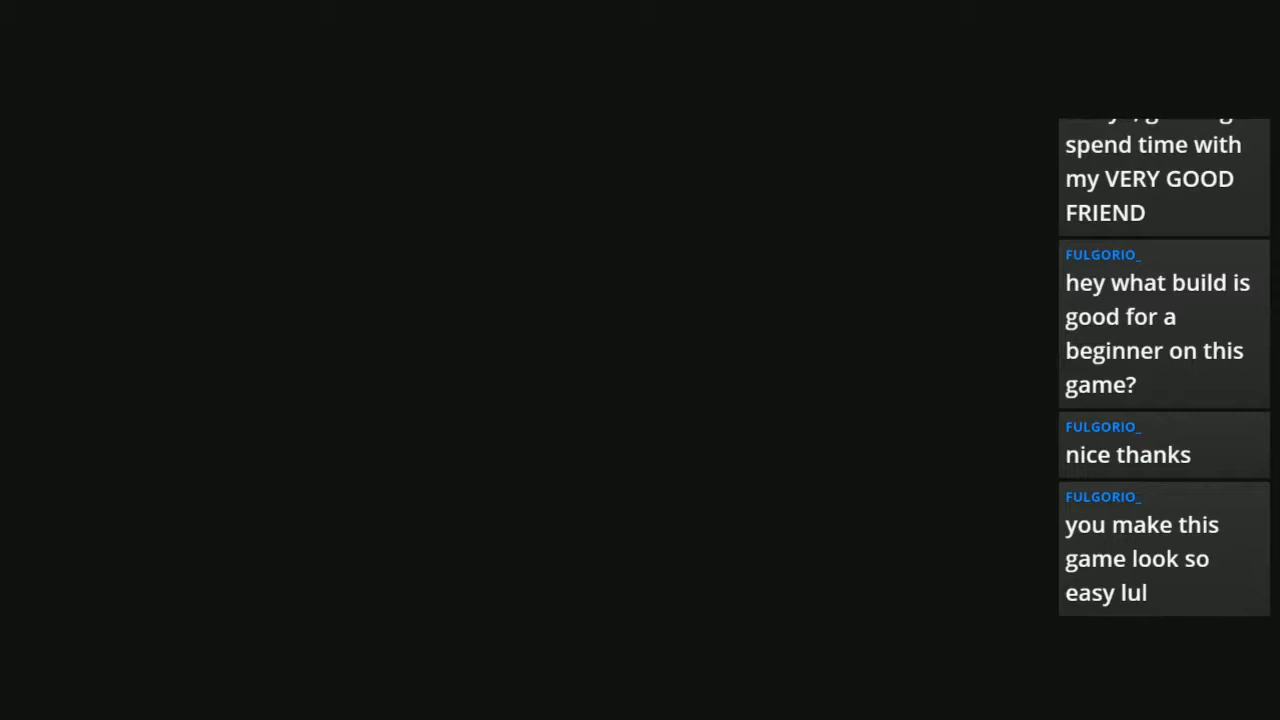 spend time with
my VERY GOOD
FRIEND
FULGORIO_
hey what build is
good for a
beginner on this
game?
FULGORIO_
nice thanks
FULGORIO_
you make this
game look so
easy lul